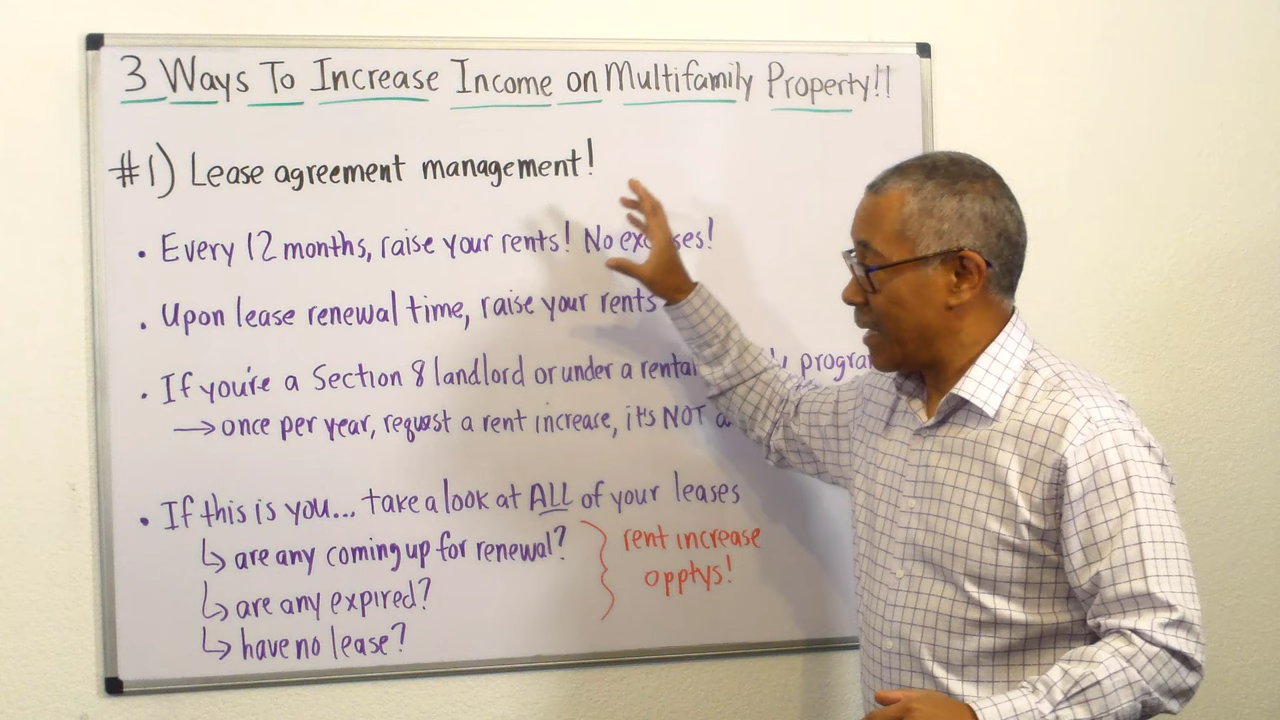 3 Ways To Increase Income on Multifamily Property!!
#1) Lease agreement management!
• Every 12 months, raise your rents! No
• Upon lease renewal time, raise your rents
• If you're a Section 8 landlord or under a rental
→ once per year, request a rent increase, it's NOT
• If this is you... take a look at ALL of your leases
↳ are any coming up for renewal?
↳ are any expired?
↳ have no lease?
rent increase
opptys!